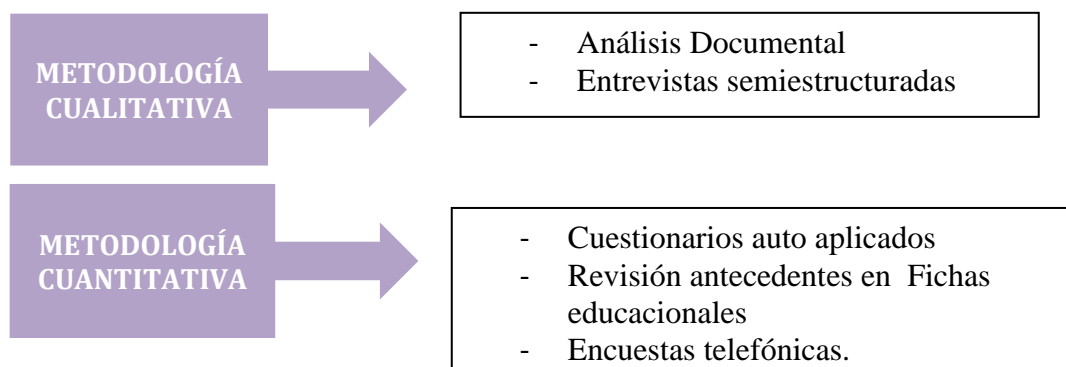 METODOLOGÍA
CUALITATIVA
- Análisis Documental
- Entrevistas semiestructuradas
METODOLOGÍA
CUANTITATIVA
- Cuestionarios auto aplicados
- Revisión antecedentes en Fichas
educacionales
- Encuestas telefónicas.